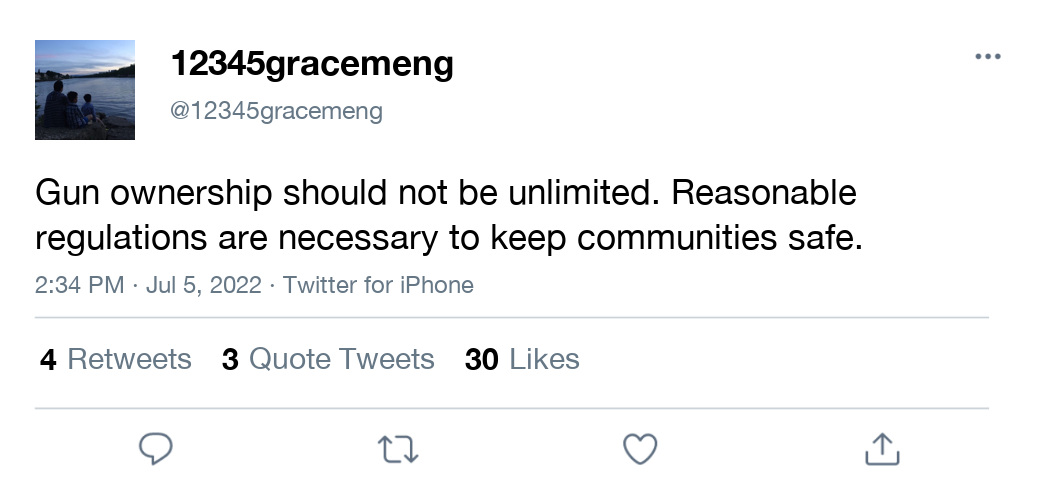 12345gracemeng
@12345gracemeng
Gun ownership should not be unlimited. Reasonable
regulations are necessary to keep communities safe.
2:34 PM · Jul 5, 2022 · Twitter for iPhone
4 Retweets 3 Quote Tweets 30 Likes